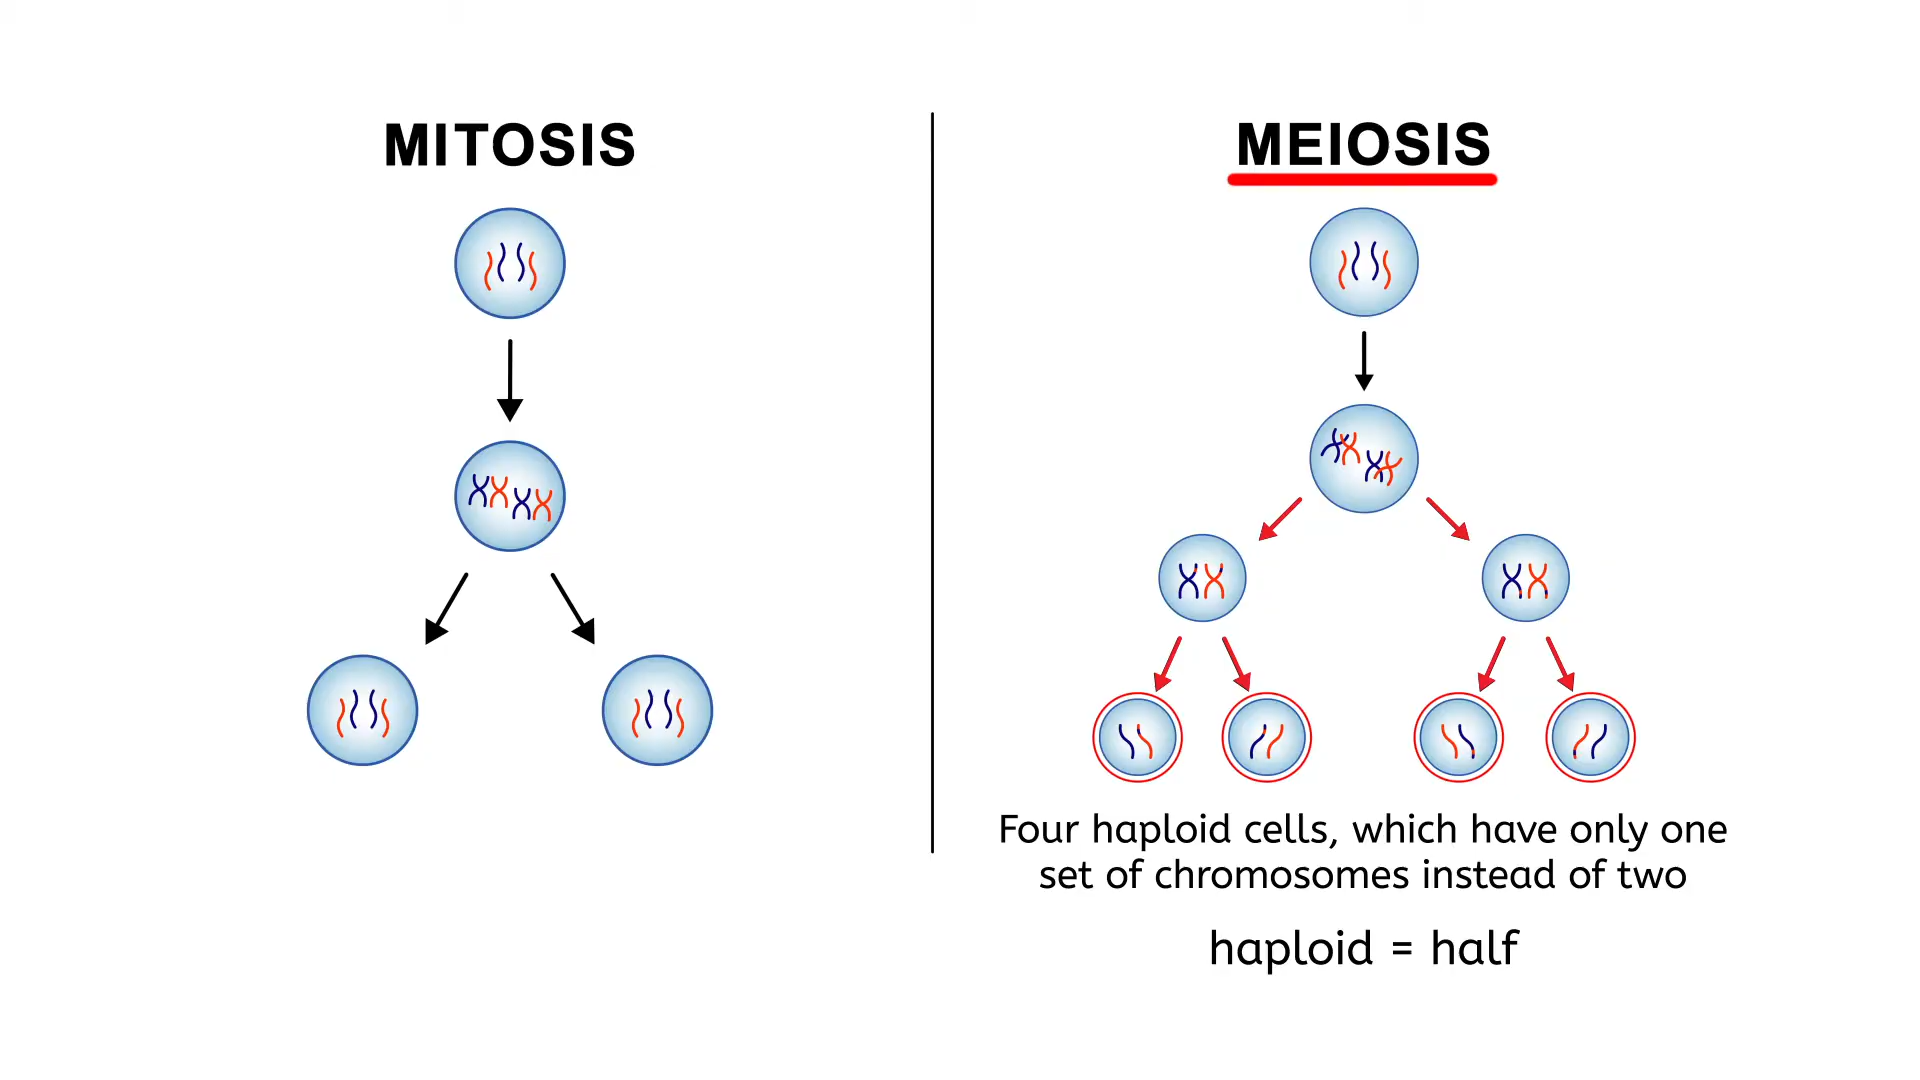 MITOSIS
MEIOSIS
Four haploid cells, which have only one
set of chromosomes instead of two
haploid = half